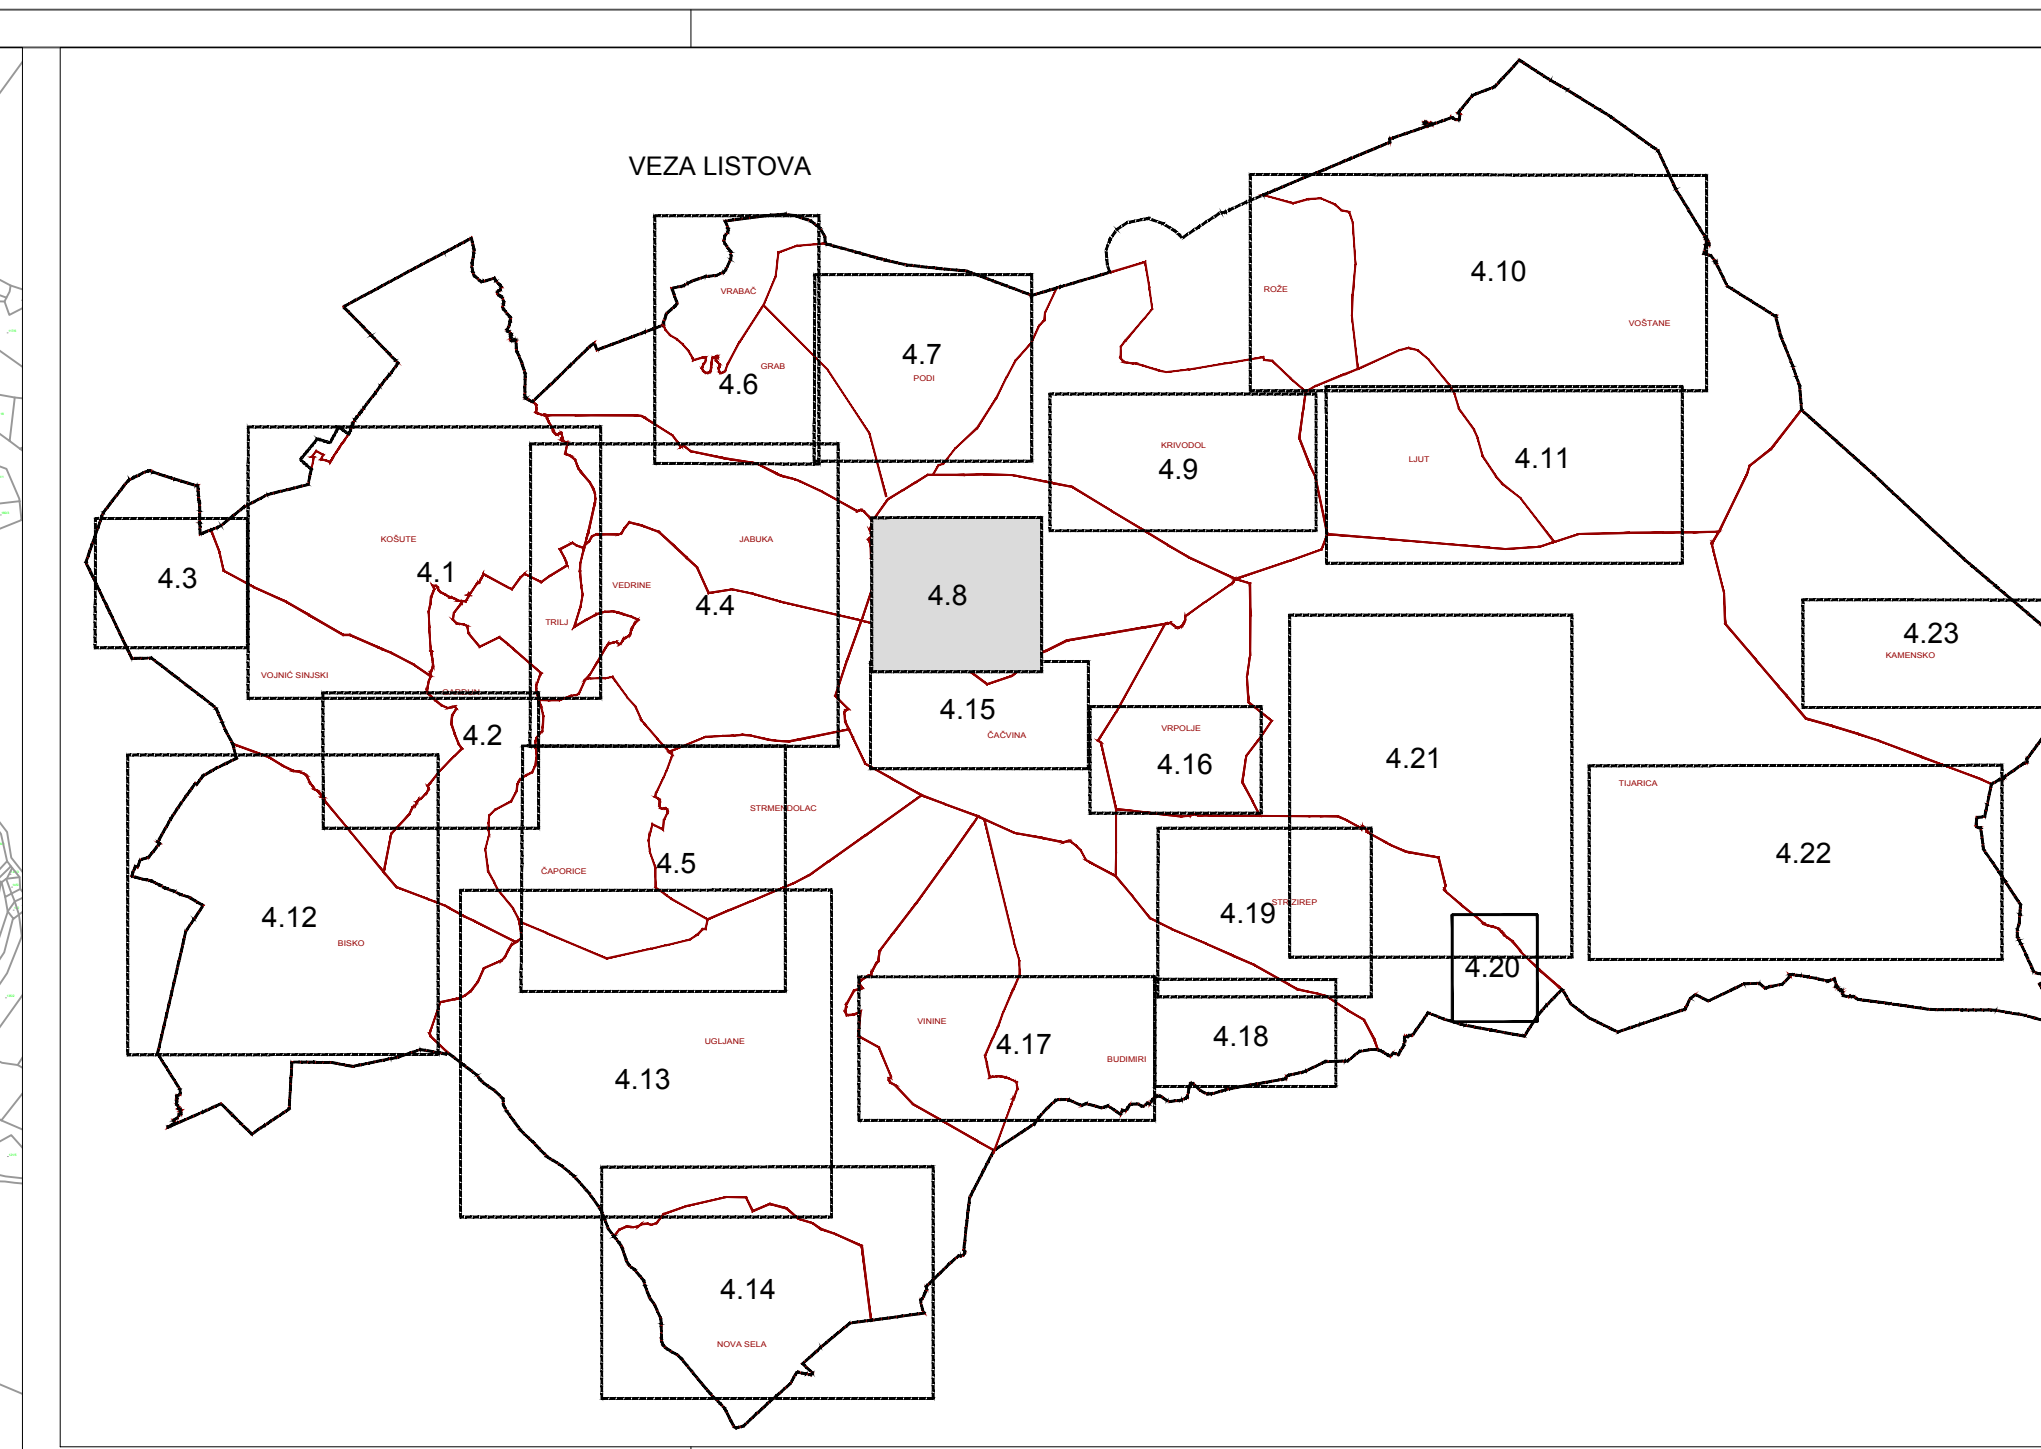 VEZA LISTOVA
4.10
ROŽE
VOŠTANE
VRABAČ
GRAB
4.6
4.7
PODI
KRIVODOL
4.9
LJUT
4.11
KOŠUTE
4.1
4.3
JABUKA
VEDRINE
4.4
TRILJ
4.8
4.23
KAMENSKO
VOJNIĆ SINJSKI
GARDUN
4.2
4.15
ČAČVINA
VRPOLJE
4.16
4.21
TIJARICA
4.22
STRMENDOLAC
ČAPORICE
4.5
4.12
BISKO
4.19
STRIZIREP
4.20
VININE
4.17
BUDIMIRI
4.18
UGLJANE
4.13
4.14
NOVA SELA